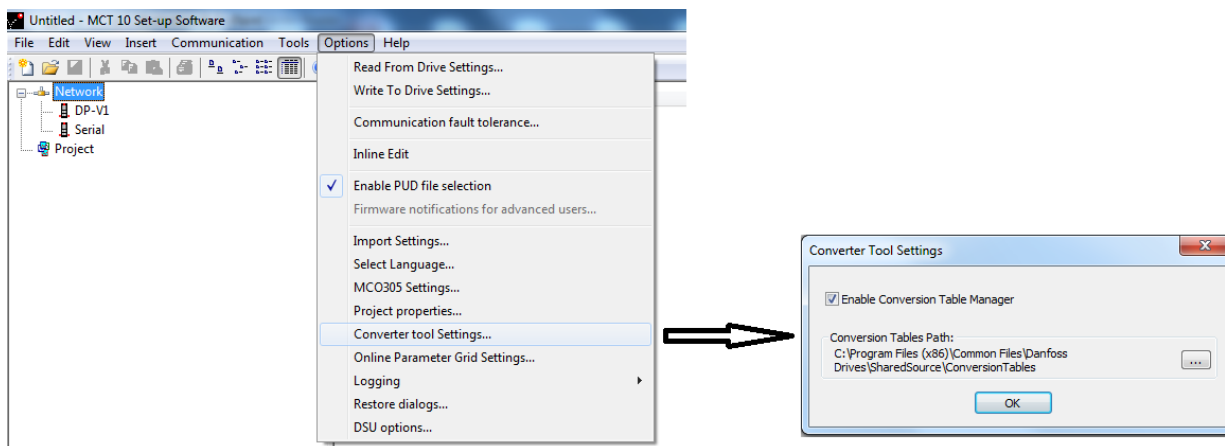 Untitled - MCT 10 Set-up Software
File Edit View Insert Communication Tools Options Help
Network
DP-V1
Serial
Project
Read From Drive Settings...
Write To Drive Settings...
Communication fault tolerance...
Inline Edit
Enable PUD file selection
Firmware notifications for advanced users...
Import Settings...
Select Language...
MCO305 Settings...
Project properties...
Converter tool Settings...
Online Parameter Grid Settings...
Logging
Restore dialogs...
DSU options...
Converter Tool Settings
Enable Conversion Table Manager
Conversion Tables Path:
C:\Program Files (x86)\Common Files\Danfoss
Drives\SharedSource\ConversionTables
...
OK